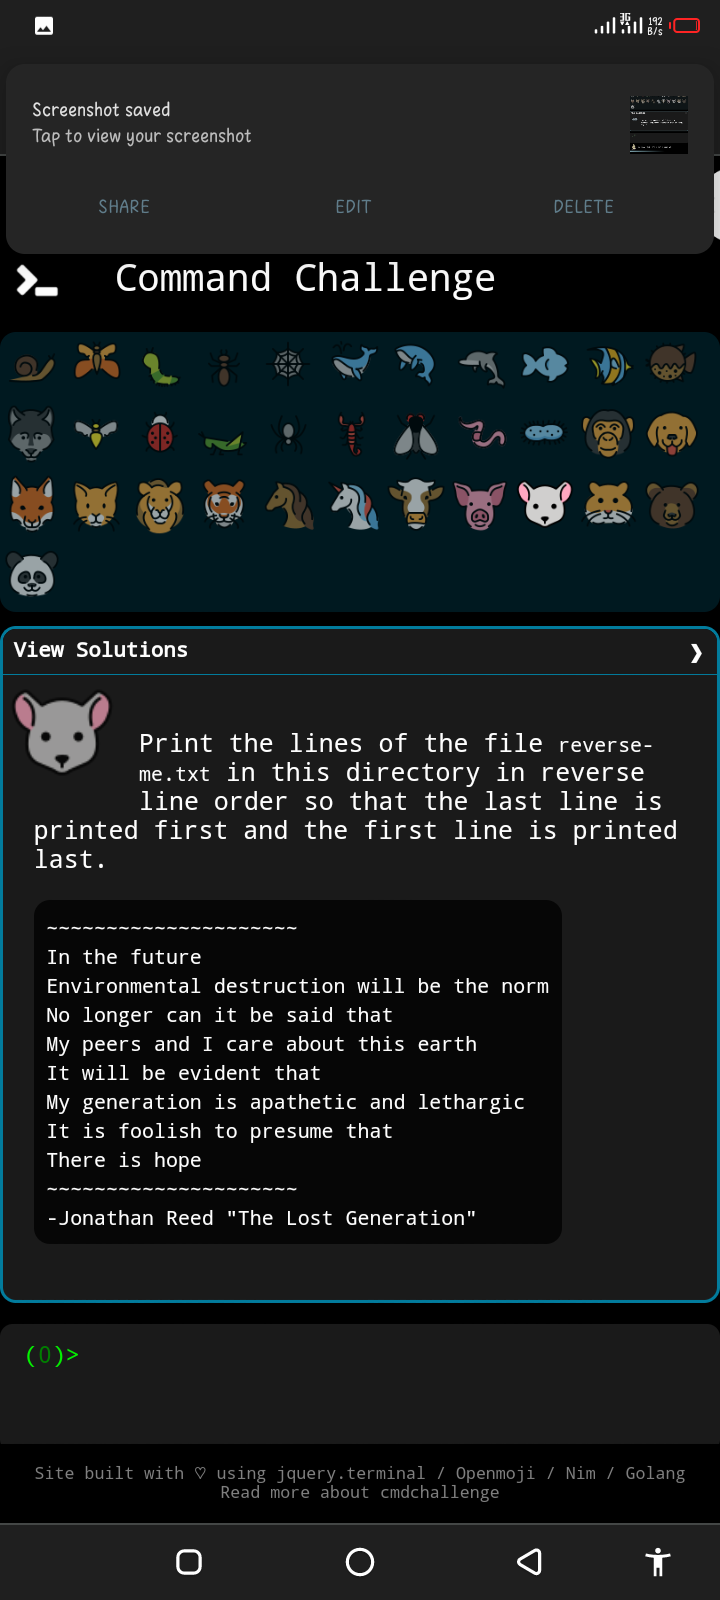 3G
192
B/s
Screenshot saved
Tap to view your screenshot
SHARE EDIT DELETE
Command Challenge
View Solutions ❯
Print the lines of the file reverse-
me.txt in this directory in reverse
line order so that the last line is
printed first and the first line is printed
last.
~~~~~~~~~~~~~~~~~~~~~
In the future
Environmental destruction will be the norm
No longer can it be said that
My peers and I care about this earth
It will be evident that
My generation is apathetic and lethargic
It is foolish to presume that
There is hope
~~~~~~~~~~~~~~~~~~~~~
-Jonathan Reed "The Lost Generation"
(0)>
Site built with ♡ using jquery.terminal / Openmoji / Nim / Golang
Read more about cmdchallenge